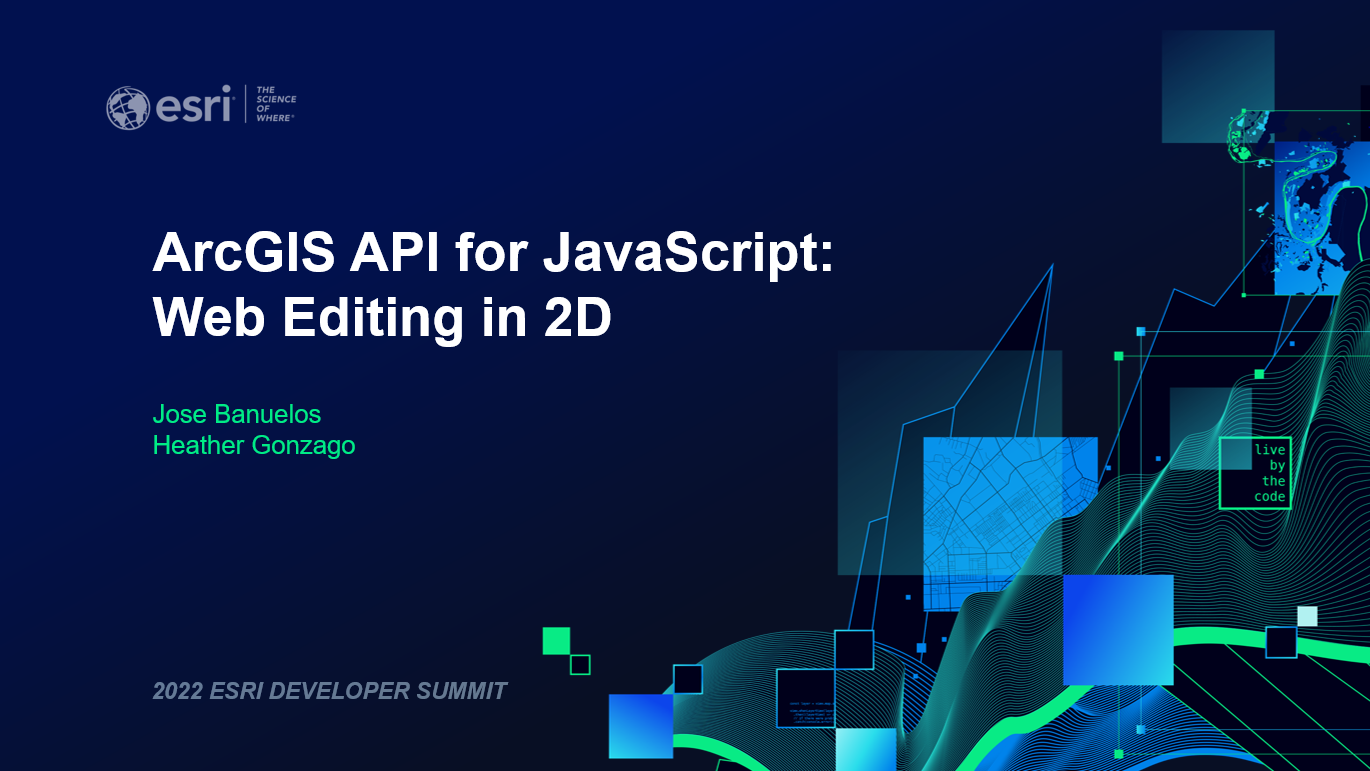 esri
THE
SCIENCE
OF
WHERE®
ArcGIS API for JavaScript:
Web Editing in 2D
Jose Banuelos
Heather Gonzago
live
by
the
code
2022 ESRI DEVELOPER SUMMIT